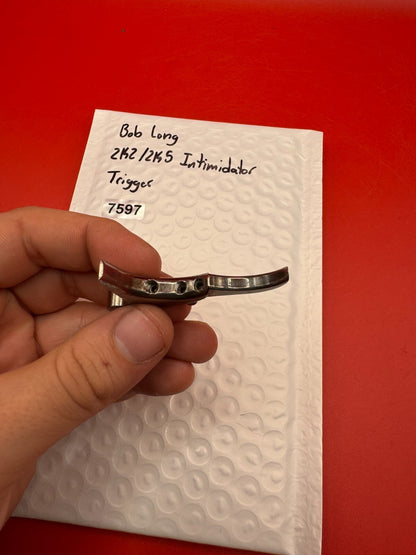 Bob Long
2K2/2K5 Intimidator
Trigger
7597